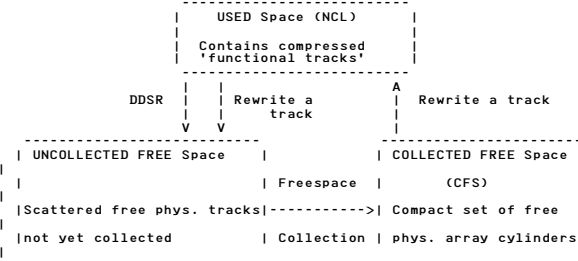 USED Space (NCL)
Contains compressed
'functional tracks'
DDSR Rewrite a Rewrite a track
track
UNCOLLECTED FREE Space COLLECTED FREE Space
Freespace (CFS)
Scattered free phys. tracks Compact set of free
not yet collected Collection phys. array cylinders